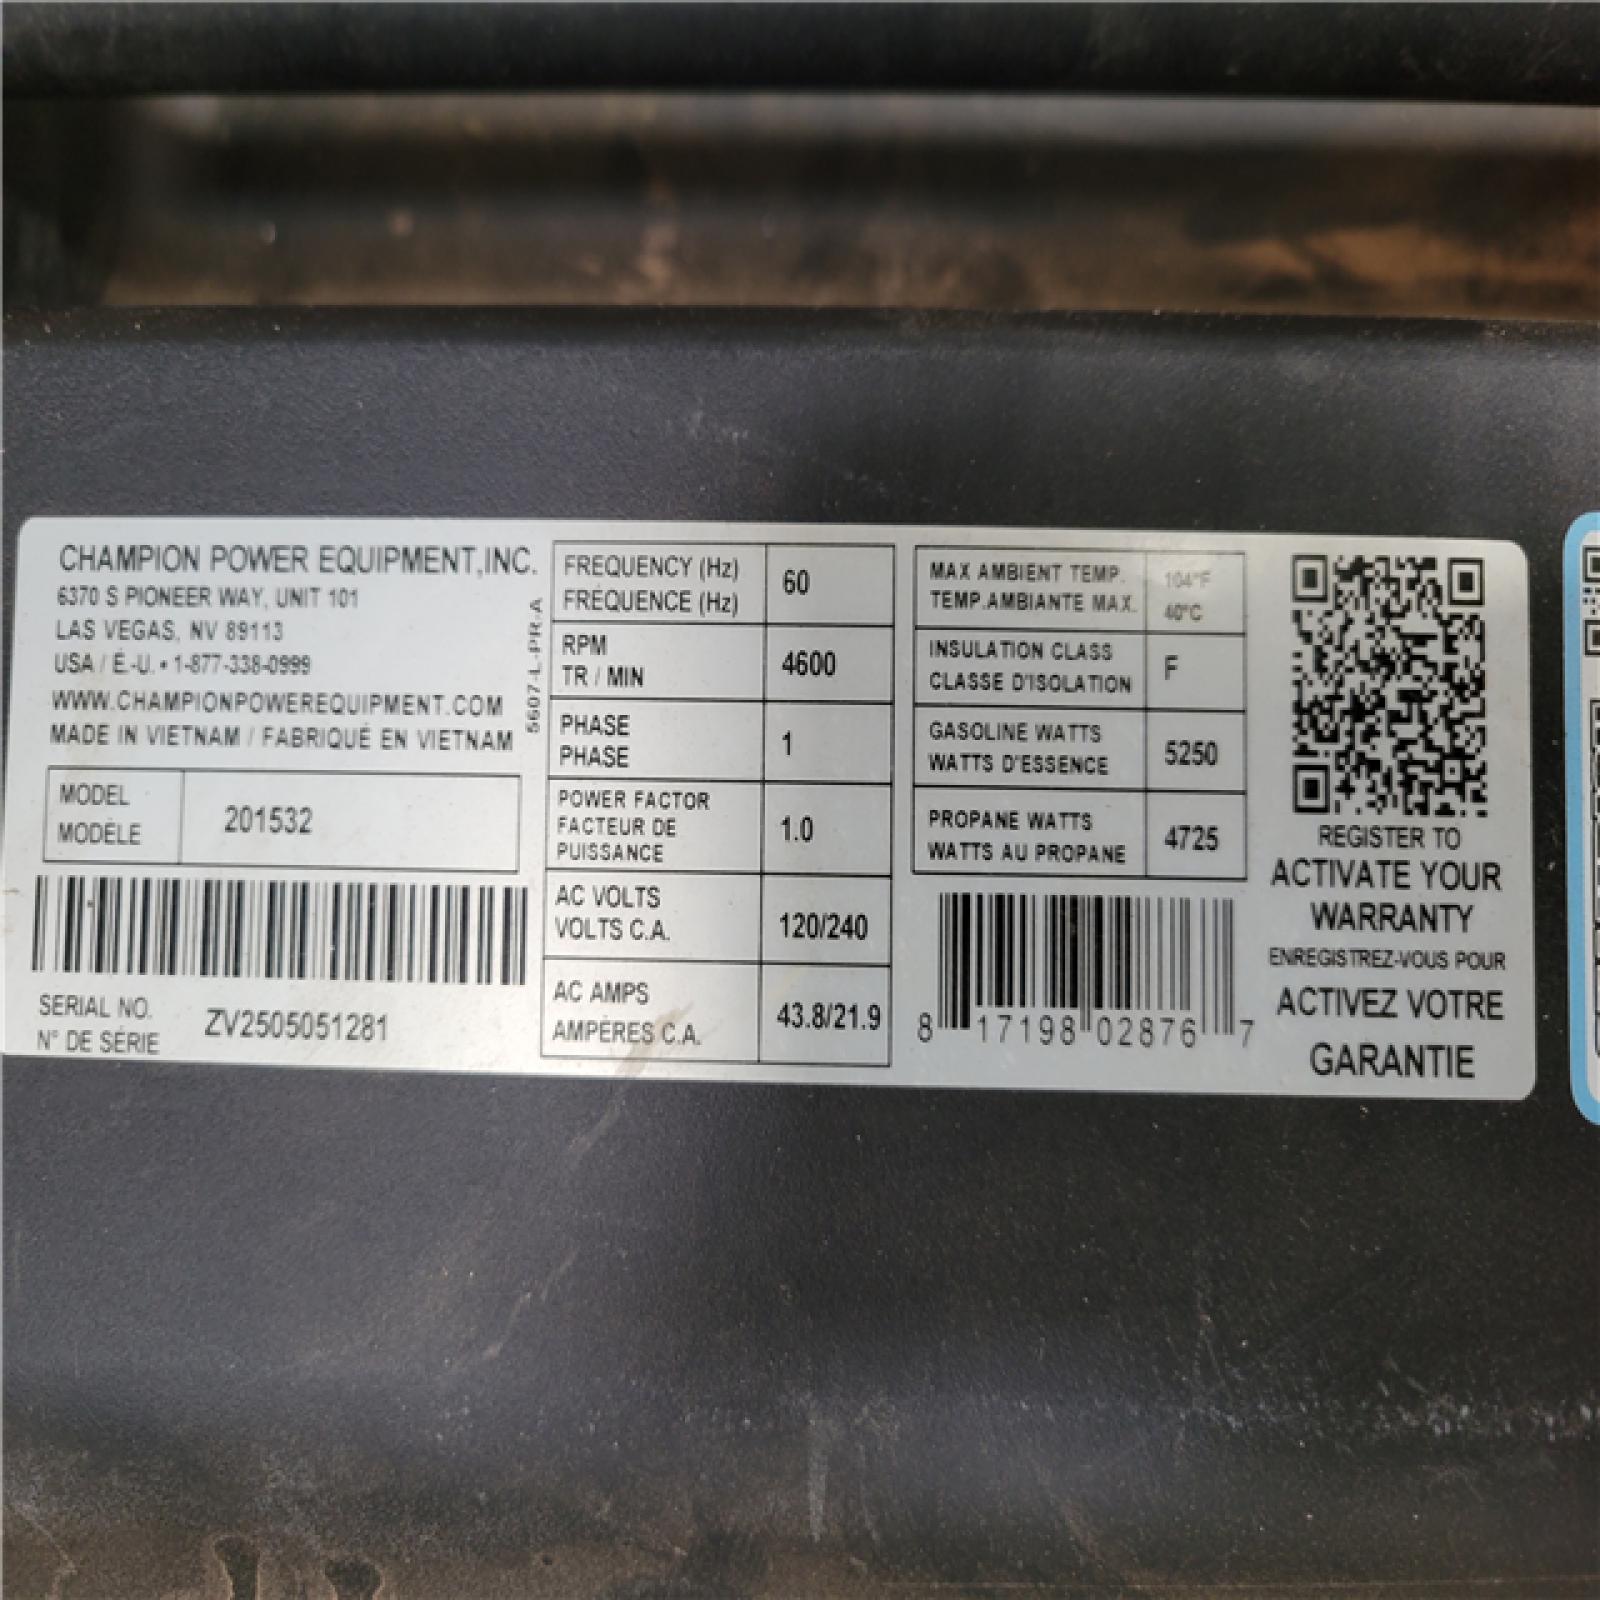 CHAMPION POWER EQUIPMENT,INC.
6370 S PIONEER WAY, UNIT 101
LAS VEGAS, NV 89113
USA / É.-U. • 1-877-338-0999
WWW.CHAMPIONPOWEREQUIPMENT.COM
MADE IN VIETNAM / FABRIQUÉ EN VIETNAM
5607-L-PR-A
MODEL
MODÈLE
201532
SERIAL NO.
N° DE SÉRIE
ZV2505051281
FREQUENCY (Hz)
FRÉQUENCE (Hz)
60
RPM
TR / MIN
4600
PHASE
PHASE
1
POWER FACTOR
FACTEUR DE
PUISSANCE
1.0
AC VOLTS
VOLTS C.A.
120/240
AC AMPS
AMPÈRES C.A.
43.8/21.9
MAX AMBIENT TEMP.
TEMP.AMBIANTE MAX.
104°F
40°C
INSULATION CLASS
CLASSE D'ISOLATION
F
GASOLINE WATTS
WATTS D'ESSENCE
5250
PROPANE WATTS
WATTS AU PROPANE
4725
8 17198 02876 7
REGISTER TO
ACTIVATE YOUR
WARRANTY
ENREGISTREZ-VOUS POUR
ACTIVEZ VOTRE
GARANTIE